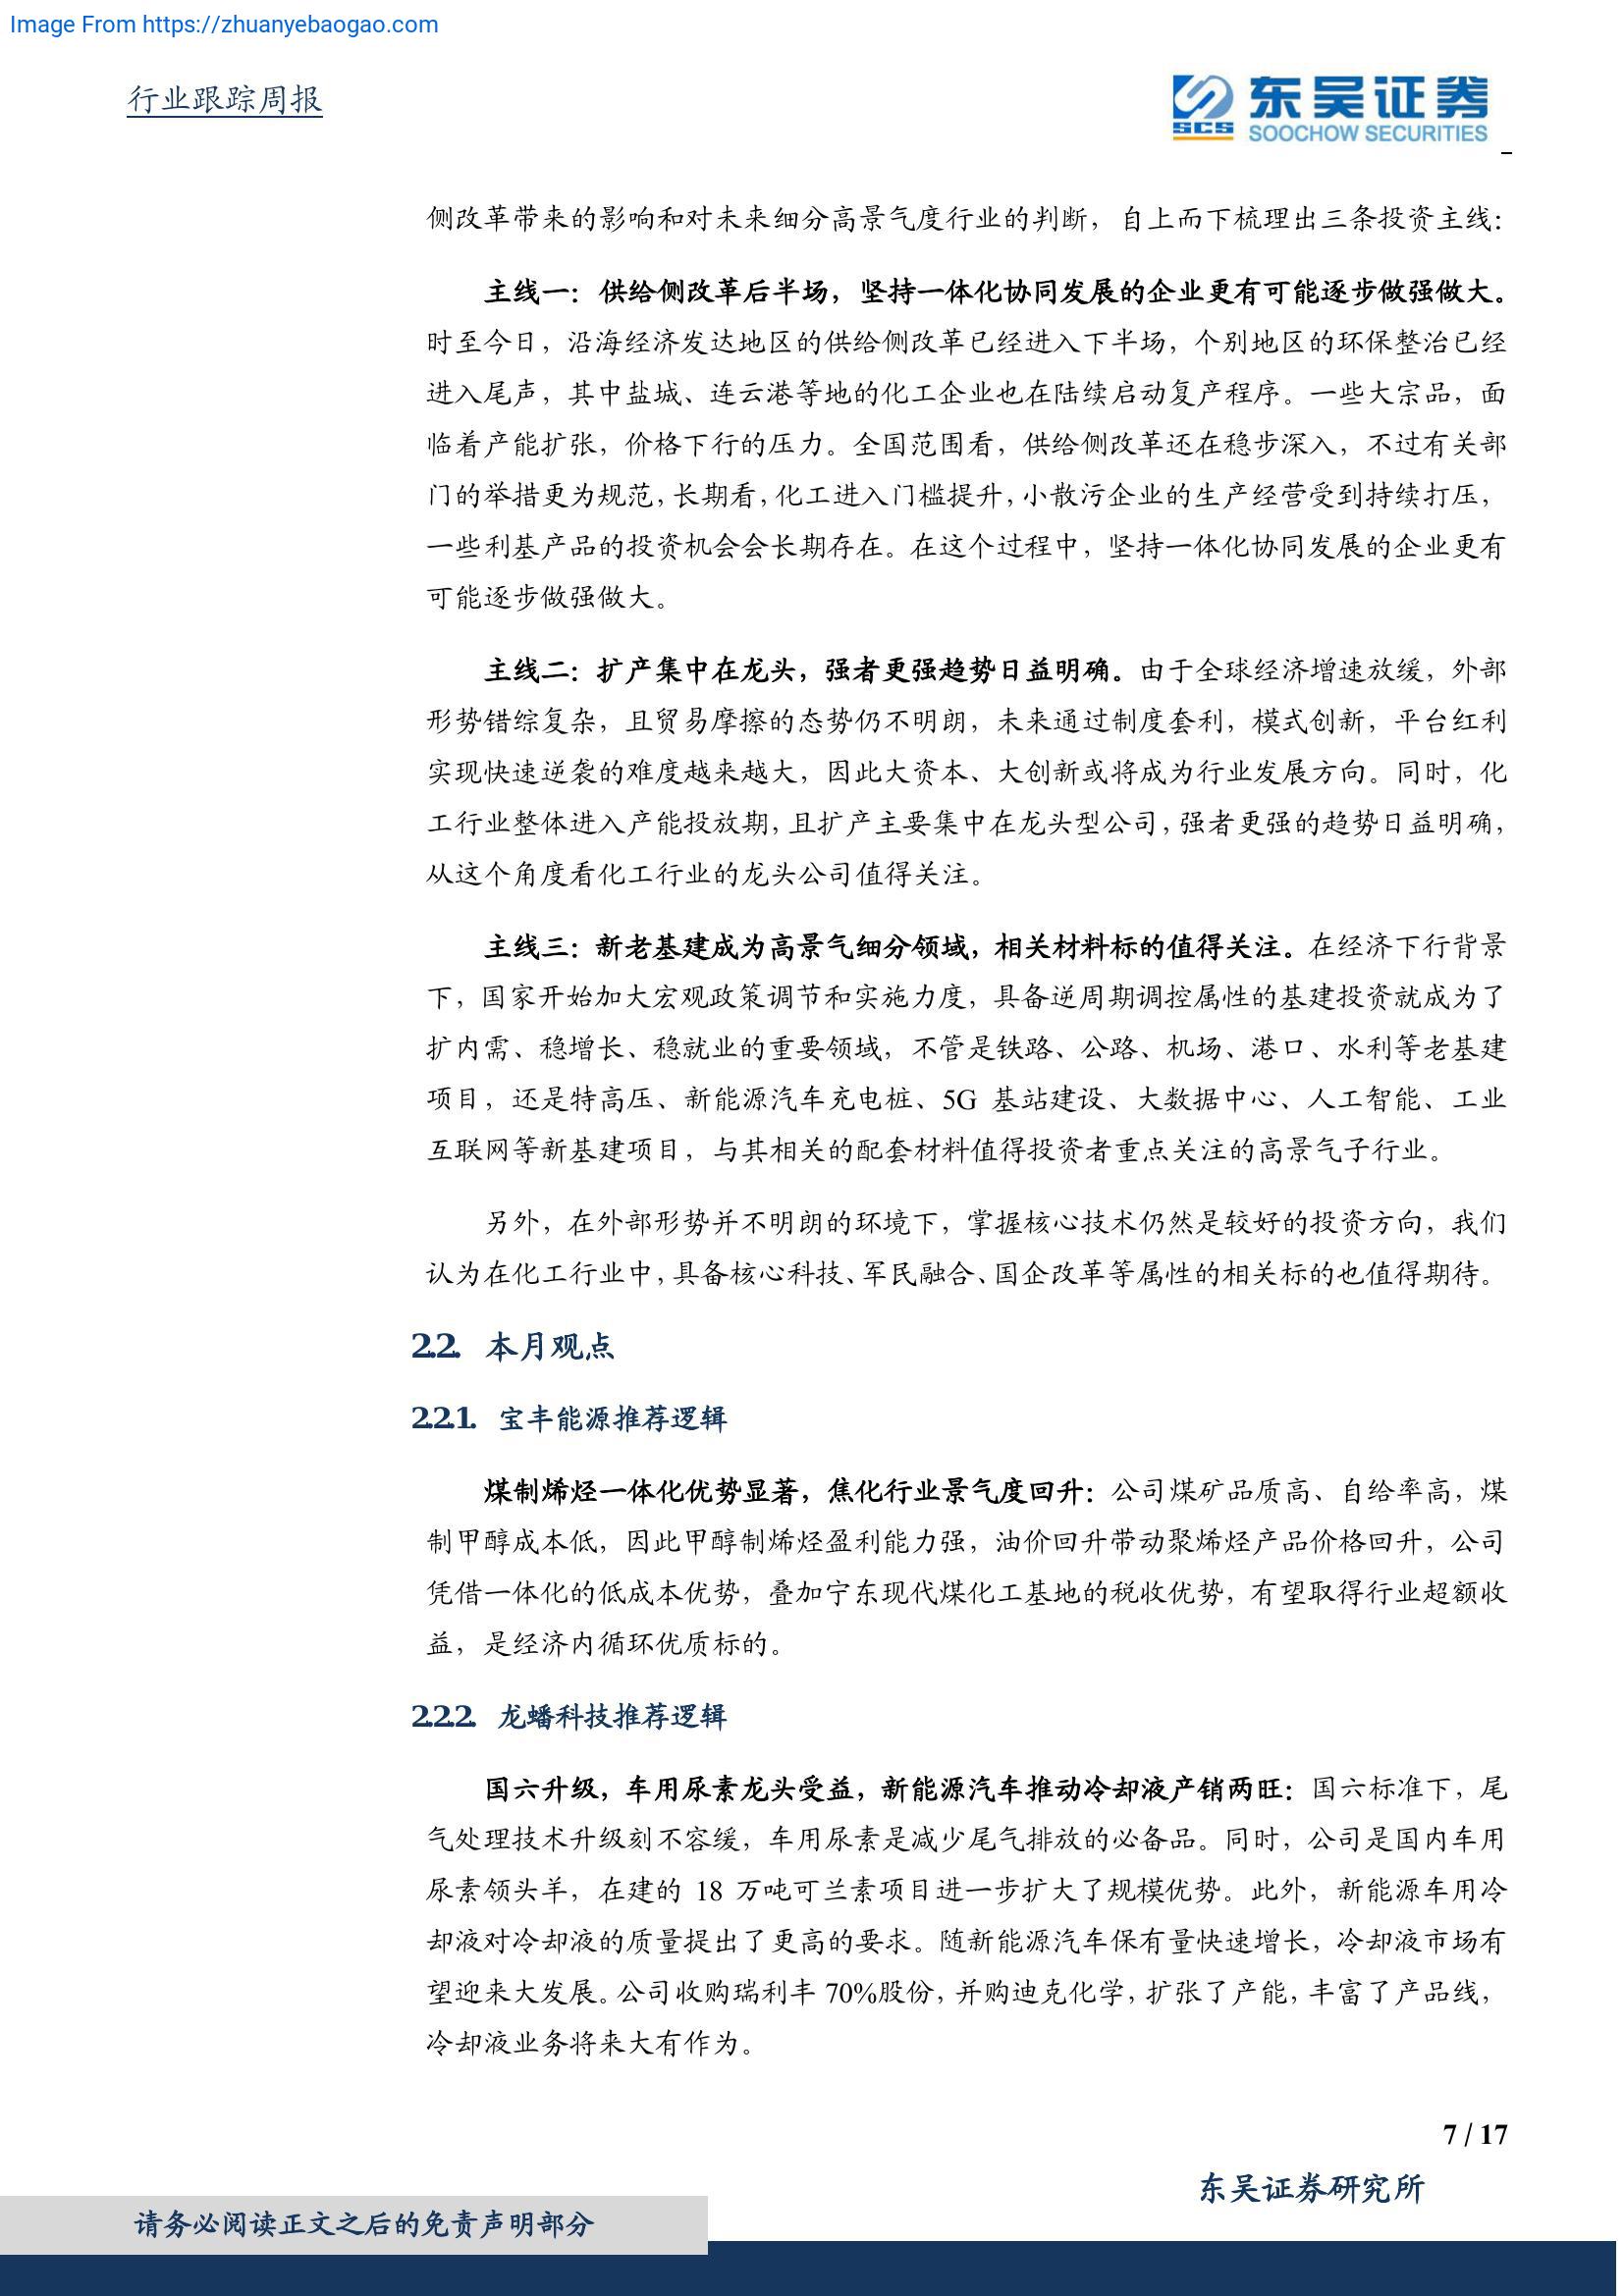 Image From https://zhuanyebaogao.com
行业跟踪周报
SCS
东吴证券
SOOCHOW SECURITIES
侧改革带来的影响和对未来细分高景气度行业的判断，自上而下梳理出三条投资主线：
主线一：供给侧改革后半场，坚持一体化协同发展的企业更有可能逐步做强做大。
时至今日，沿海经济发达地区的供给侧改革已经进入下半场，个别地区的环保整治已经
进入尾声，其中盐城、连云港等地的化工企业也在陆续启动复产程序。一些大宗品，面
临着产能扩张，价格下行的压力。全国范围看，供给侧改革还在稳步深入，不过有关部
门的举措更为规范，长期看，化工进入门槛提升，小散污企业的生产经营受到持续打压，
一些利基产品的投资机会会长期存在。在这个过程中，坚持一体化协同发展的企业更有
可能逐步做强做大。
主线二：扩产集中在龙头，强者更强趋势日益明确。由于全球经济增速放缓，外部
形势错综复杂，且贸易摩擦的态势仍不明朗，未来通过制度套利，模式创新，平台红利
实现快速逆袭的难度越来越大，因此大资本、大创新或将成为行业发展方向。同时，化
工行业整体进入产能投放期，且扩产主要集中在龙头型公司，强者更强的趋势日益明确，
从这个角度看化工行业的龙头公司值得关注。
主线三：新老基建成为高景气细分领域，相关材料标的值得关注。在经济下行背景
下，国家开始加大宏观政策调节和实施力度，具备逆周期调控属性的基建投资就成为了
扩内需、稳增长、稳就业的重要领域，不管是铁路、公路、机场、港口、水利等老基建
项目，还是特高压、新能源汽车充电桩、5G 基站建设、大数据中心、人工智能、工业
互联网等新基建项目，与其相关的配套材料值得投资者重点关注的高景气子行业。
另外，在外部形势并不明朗的环境下，掌握核心技术仍然是较好的投资方向，我们
认为在化工行业中，具备核心科技、军民融合、国企改革等属性的相关标的也值得期待。
2.2. 本月观点
2.2.1. 宝丰能源推荐逻辑
煤制烯烃一体化优势显著，焦化行业景气度回升：公司煤矿品质高、自给率高，煤
制甲醇成本低，因此甲醇制烯烃盈利能力强，油价回升带动聚烯烃产品价格回升，公司
凭借一体化的低成本优势，叠加宁东现代煤化工基地的税收优势，有望取得行业超额收
益，是经济内循环优质标的。
2.2.2. 龙蟠科技推荐逻辑
国六升级，车用尿素龙头受益，新能源汽车推动冷却液产销两旺：国六标准下，尾
气处理技术升级刻不容缓，车用尿素是减少尾气排放的必备品。同时，公司是国内车用
尿素领头羊，在建的 18 万吨可兰素项目进一步扩大了规模优势。此外，新能源车用冷
却液对冷却液的质量提出了更高的要求。随新能源汽车保有量快速增长，冷却液市场有
望迎来大发展。公司收购瑞利丰 70%股份，并购迪克化学，扩张了产能，丰富了产品线，
冷却液业务将来大有作为。
7 / 17
东吴证券研究所
请务必阅读正文之后的免责声明部分